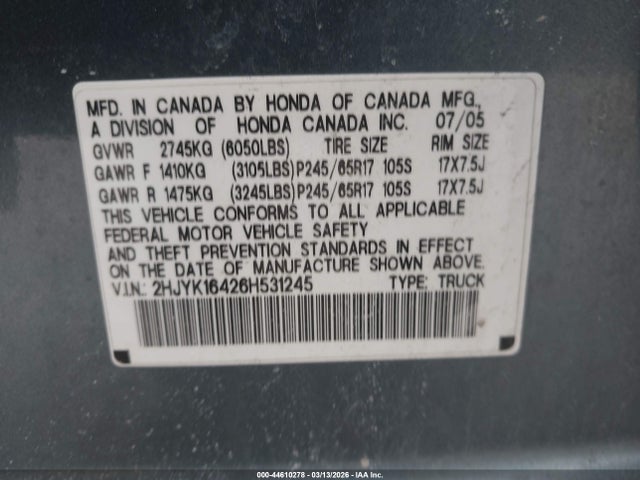 MFD. IN CANADA BY HONDA OF CANADA MFG.,
A DIVISION OF HONDA CANADA INC. 07/05
GVWR 2745KG (6050LBS) TIRE SIZE RIM SIZE
GAWR F 1410KG (3105LBS)P245/65R17 105S 17X7.5J
GAWR R 1475KG (3245LBS)P245/65R17 105S 17X7.5J
THIS VEHICLE CONFORMS TO ALL APPLICABLE
FEDERAL MOTOR VEHICLE SAFETY
AND THEFT PREVENTION STANDARDS IN EFFECT
ON THE DATE OF MANUFACTURE SHOWN ABOVE.
V.I.N.: 2HJYK16426H531245 TYPE: TRUCK
000-44610278 - 03/13/2026 - IAA Inc.